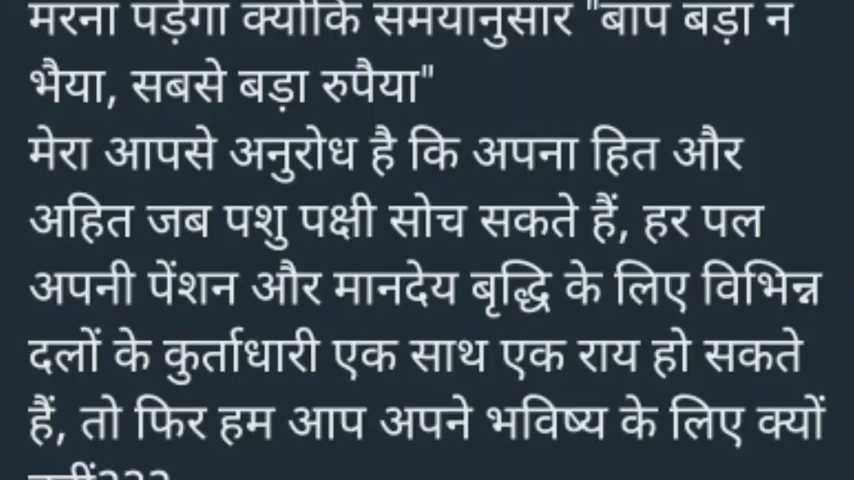 मरना पड़ेगा क्योंकि समयानुसार "बाप बड़ा न
भैया, सबसे बड़ा रुपैया"
मेरा आपसे अनुरोध है कि अपना हित और
अहित जब पशु पक्षी सोच सकते हैं, हर पल
अपनी पेंशन और मानदेय बृद्धि के लिए विभिन्न
दलों के कुर्ताधारी एक साथ एक राय हो सकते
हैं, तो फिर हम आप अपने भविष्य के लिए क्यों